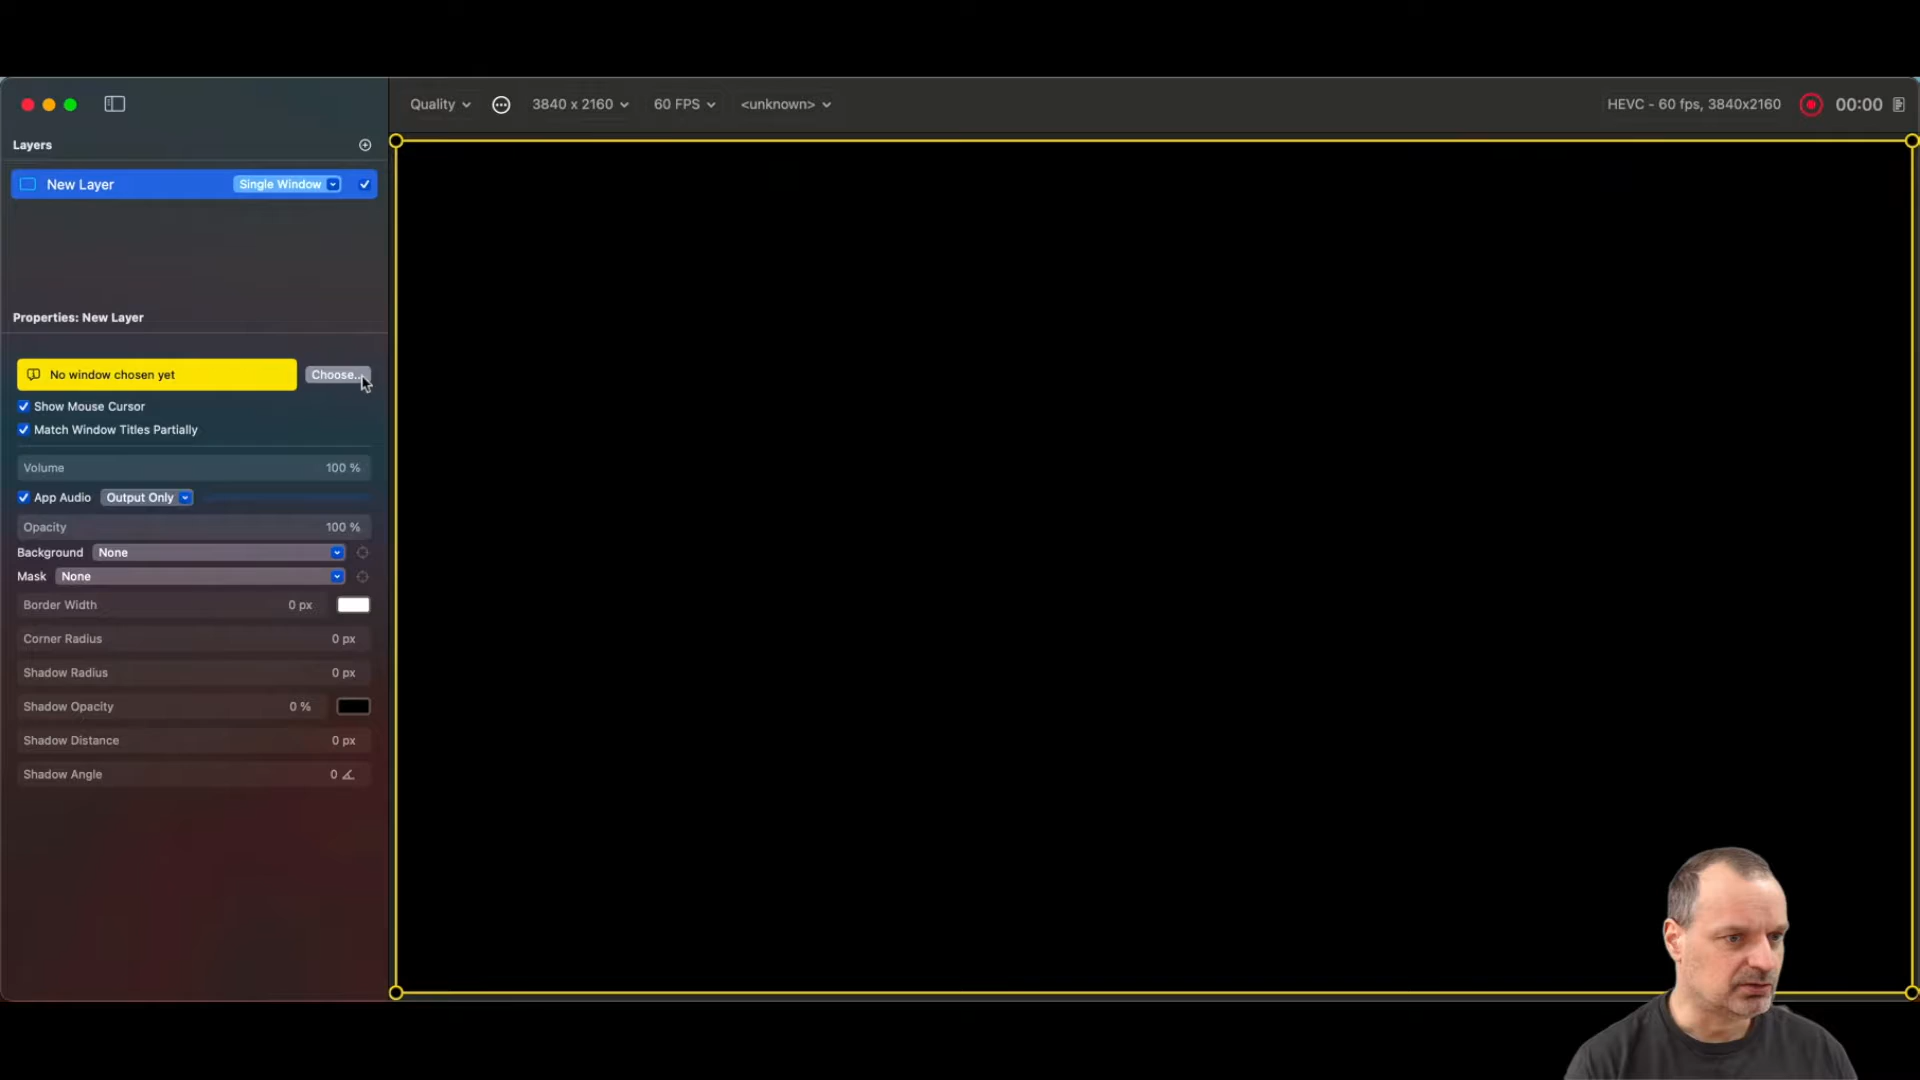 Quality
3840 x 2160
60 FPS
<unknown>
HEVC - 60 fps, 3840x2160
00:00
Layers
New Layer
Single Window
Properties: New Layer
No window chosen yet
Choose...
Show Mouse Cursor
Match Window Titles Partially
Volume 100 %
App Audio Output Only
Opacity 100 %
Background None
Mask None
Border Width 0 px
Corner Radius 0 px
Shadow Radius 0 px
Shadow Opacity 0 %
Shadow Distance 0 px
Shadow Angle 0